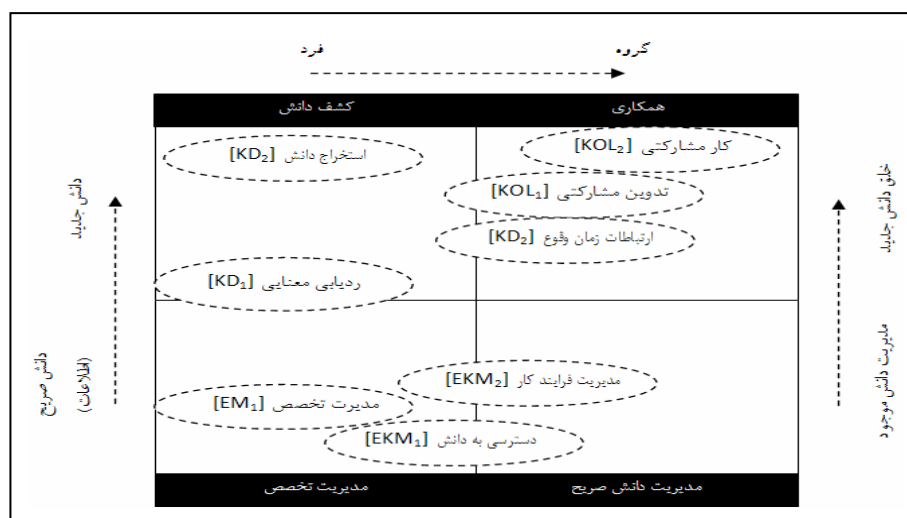 گروه
فرد
همکاری
کشف دانش
کار مشارکتی [KOL₂]
استخراج دانش [KD₂]
تدوین مشارکتی [KOL₁]
ارتباطات زمان وقوع [KD₂]
ردیابی معنایی [KD₁]
مدیریت فرایند کار [EKM₂]
مدیرت تخصص [EM₁]
دسترسی به دانش [EKM₁]
مدیریت دانش صریح
مدیریت تخصص
خلق دانش جدید
مدیریت دانش موجود
دانش جدید
دانش صریح
(اطلاعات)